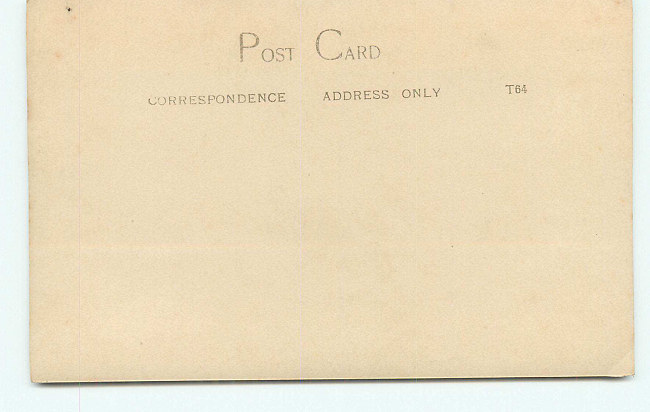 POST CARD
CORRESPONDENCE ADDRESS ONLY T64